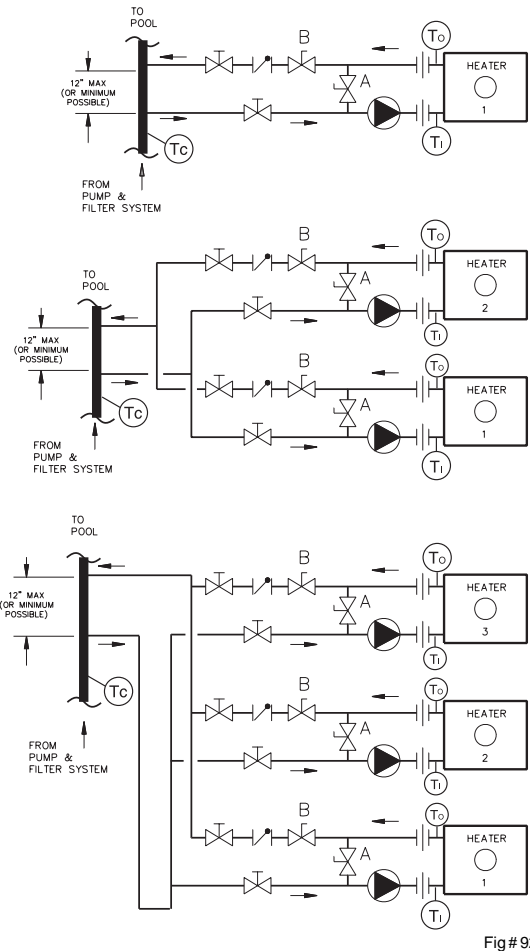 TO
POOL
B
To
12" MAX
(OR MINIMUM
POSSIBLE)
A
HEATER
1
Tc
TI
FROM
PUMP &
FILTER SYSTEM
B
To
TO
POOL
A
HEATER
2
12" MAX
(OR MINIMUM
POSSIBLE)
TI
B
To
Tc
A
HEATER
1
FROM
PUMP &
FILTER SYSTEM
TI
TO
POOL
B
To
12" MAX
(OR MINIMUM
POSSIBLE)
A
HEATER
3
TI
Tc
B
To
A
HEATER
2
FROM
PUMP &
FILTER SYSTEM
TI
B
To
A
HEATER
1
TI
Fig # 9